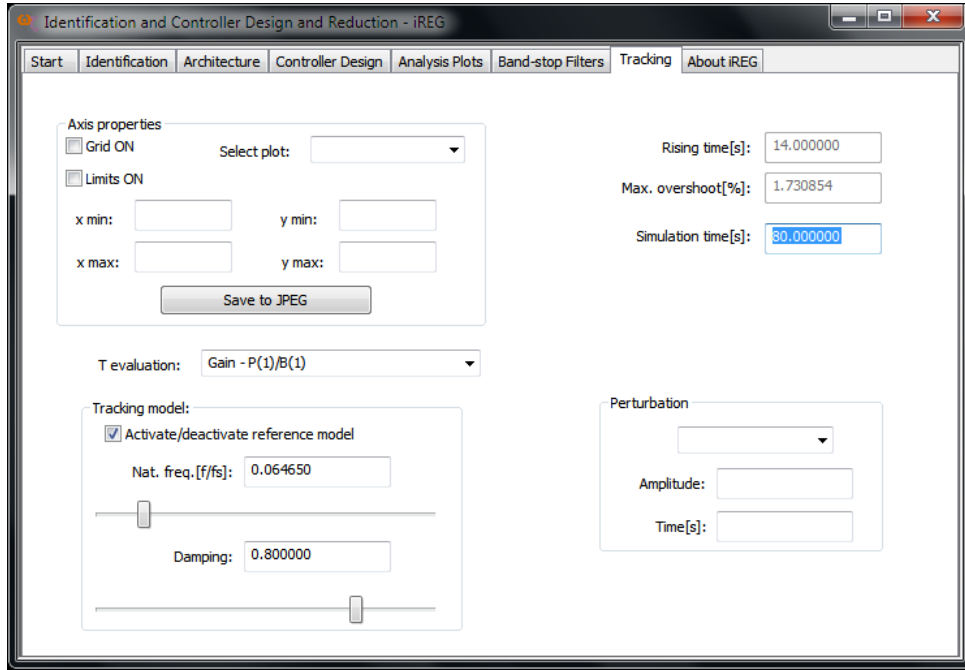 Identification and Controller Design and Reduction - iREG
Start Identification Architecture Controller Design Analysis Plots Band-stop Filters Tracking About iREG
Axis properties
Grid ON
Select plot:
Limits ON
x min:
y min:
x max:
y max:
Save to JPEG
Rising time[s]: 14.000000
Max. overshoot[%]: 1.730854
Simulation time[s]: 80.000000
T evaluation: Gain - P(1)/B(1)
Tracking model:
Activate/deactivate reference model
Nat. freq.[f/fs]: 0.064650
Damping: 0.800000
Perturbation
Amplitude:
Time[s]: